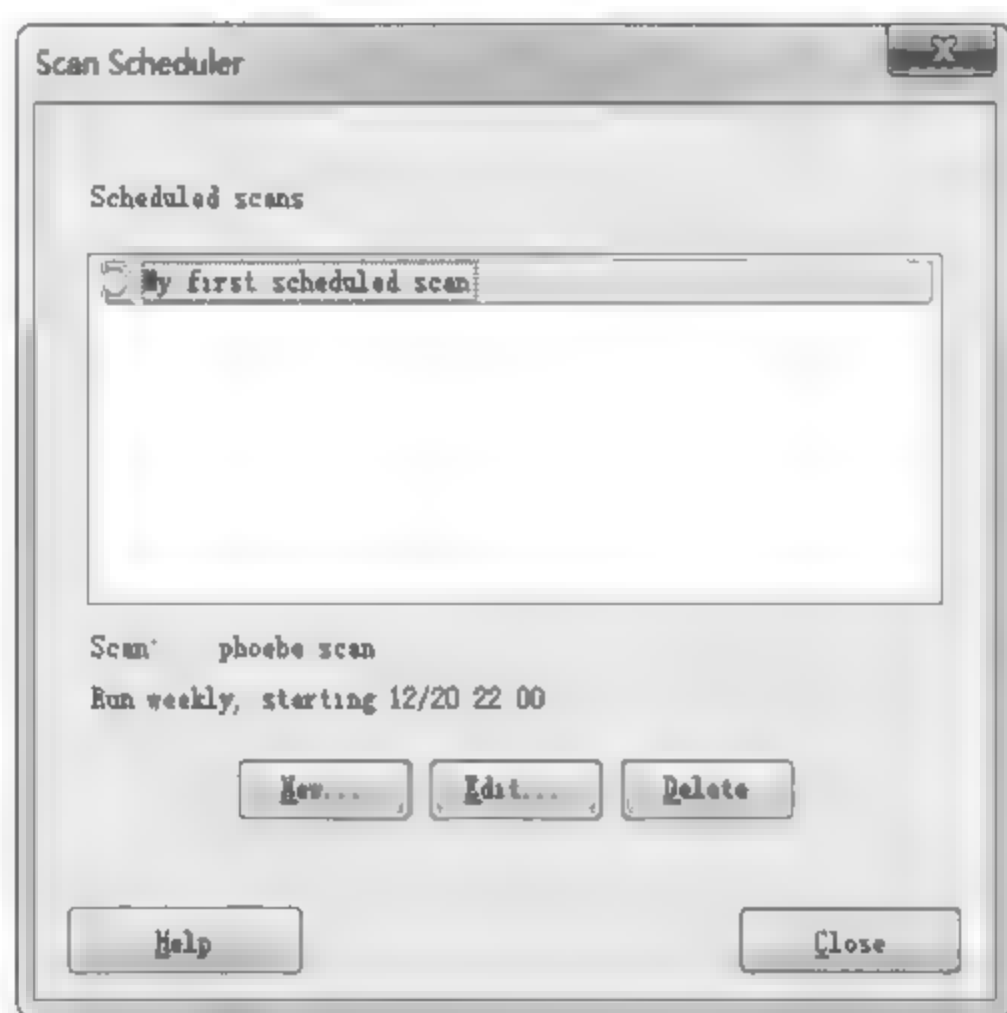 Scan Scheduler
Scheduled scans
My first scheduled scan
Scan: phoebe scan
Run weekly, starting 12/20 22 00
New... Edit... Delete
Help Close